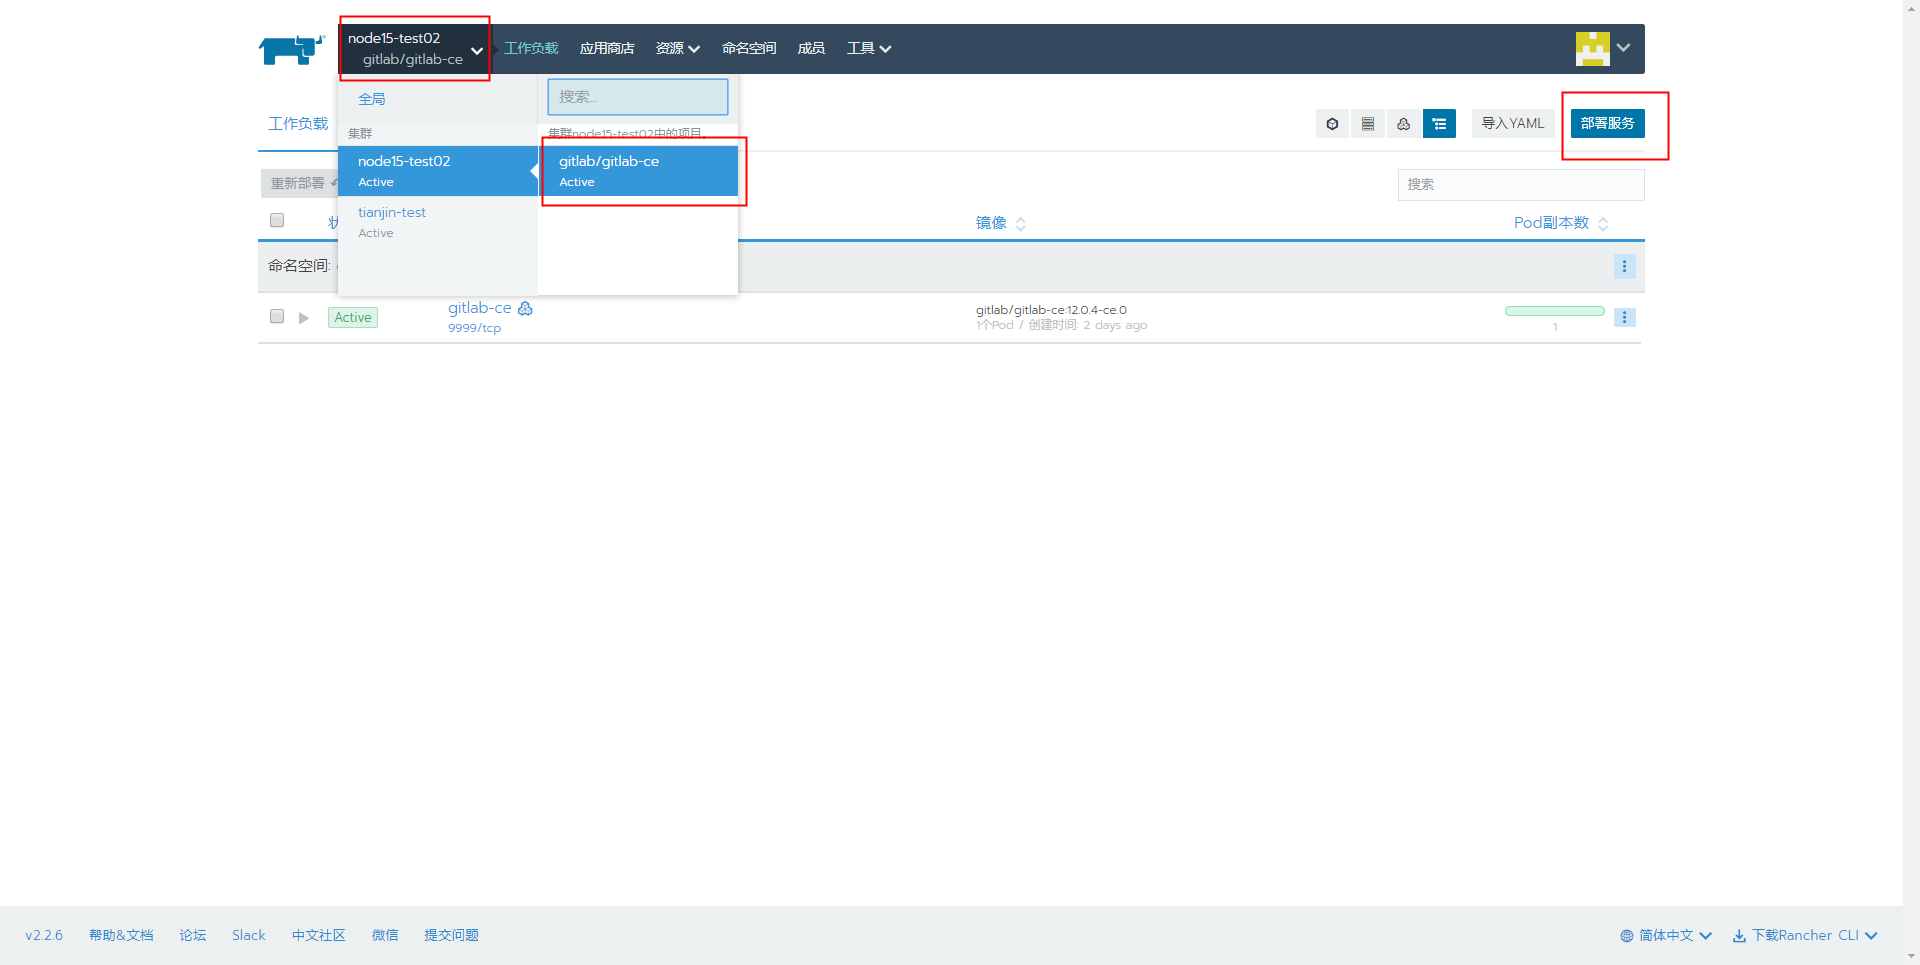 node15-test02
gitlab/gitlab-ce
工作负载
应用商店
资源
命名空间
成员
工具
全局
搜索...
工作负载
集群
集群node15-test02中的项目
导入YAML
部署服务
node15-test02
Active
gitlab/gitlab-ce
Active
重新部署
搜索
tianjin-test
Active
镜像
Pod副本数
命名空间:
Active
gitlab-ce
9999/tcp
gitlab/gitlab-ce:12.0.4-ce.0
1个Pod / 创建时间: 2 days ago
1
v2.2.6
帮助&文档
论坛
Slack
中文社区
微信
提交问题
简体中文
下载Rancher CLI